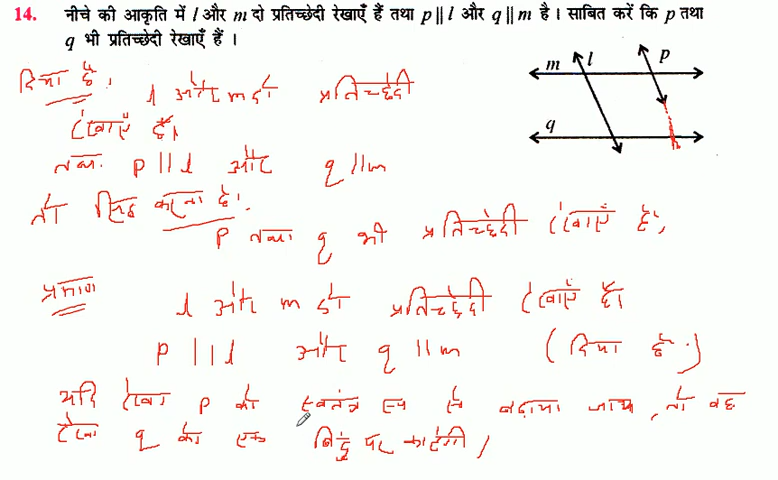 14. नीचे की आकृति में l और m दो प्रतिच्छेदी रेखाएँ हैं तथा p || l और q || m है। साबित करें कि p तथा
q भी प्रतिच्छेदी रेखाएँ हैं।
m l p
q
दिया है। l और m दो प्रतिच्छेदी
रेखाएँ हैं।
तथा p || l और q || m
तो सिद्ध करना है।
p तथा q भी प्रतिच्छेदी रेखाएँ हैं,
प्रमाण l और m दो प्रतिच्छेदी रेखाएँ हैं।
p || l और q || m (दिया है।)
यदि रेखा p को स्वतंत्र रूप से बढ़ाया जाय, तो वह
रेखा q को एक बिंदु पर काटेगी,